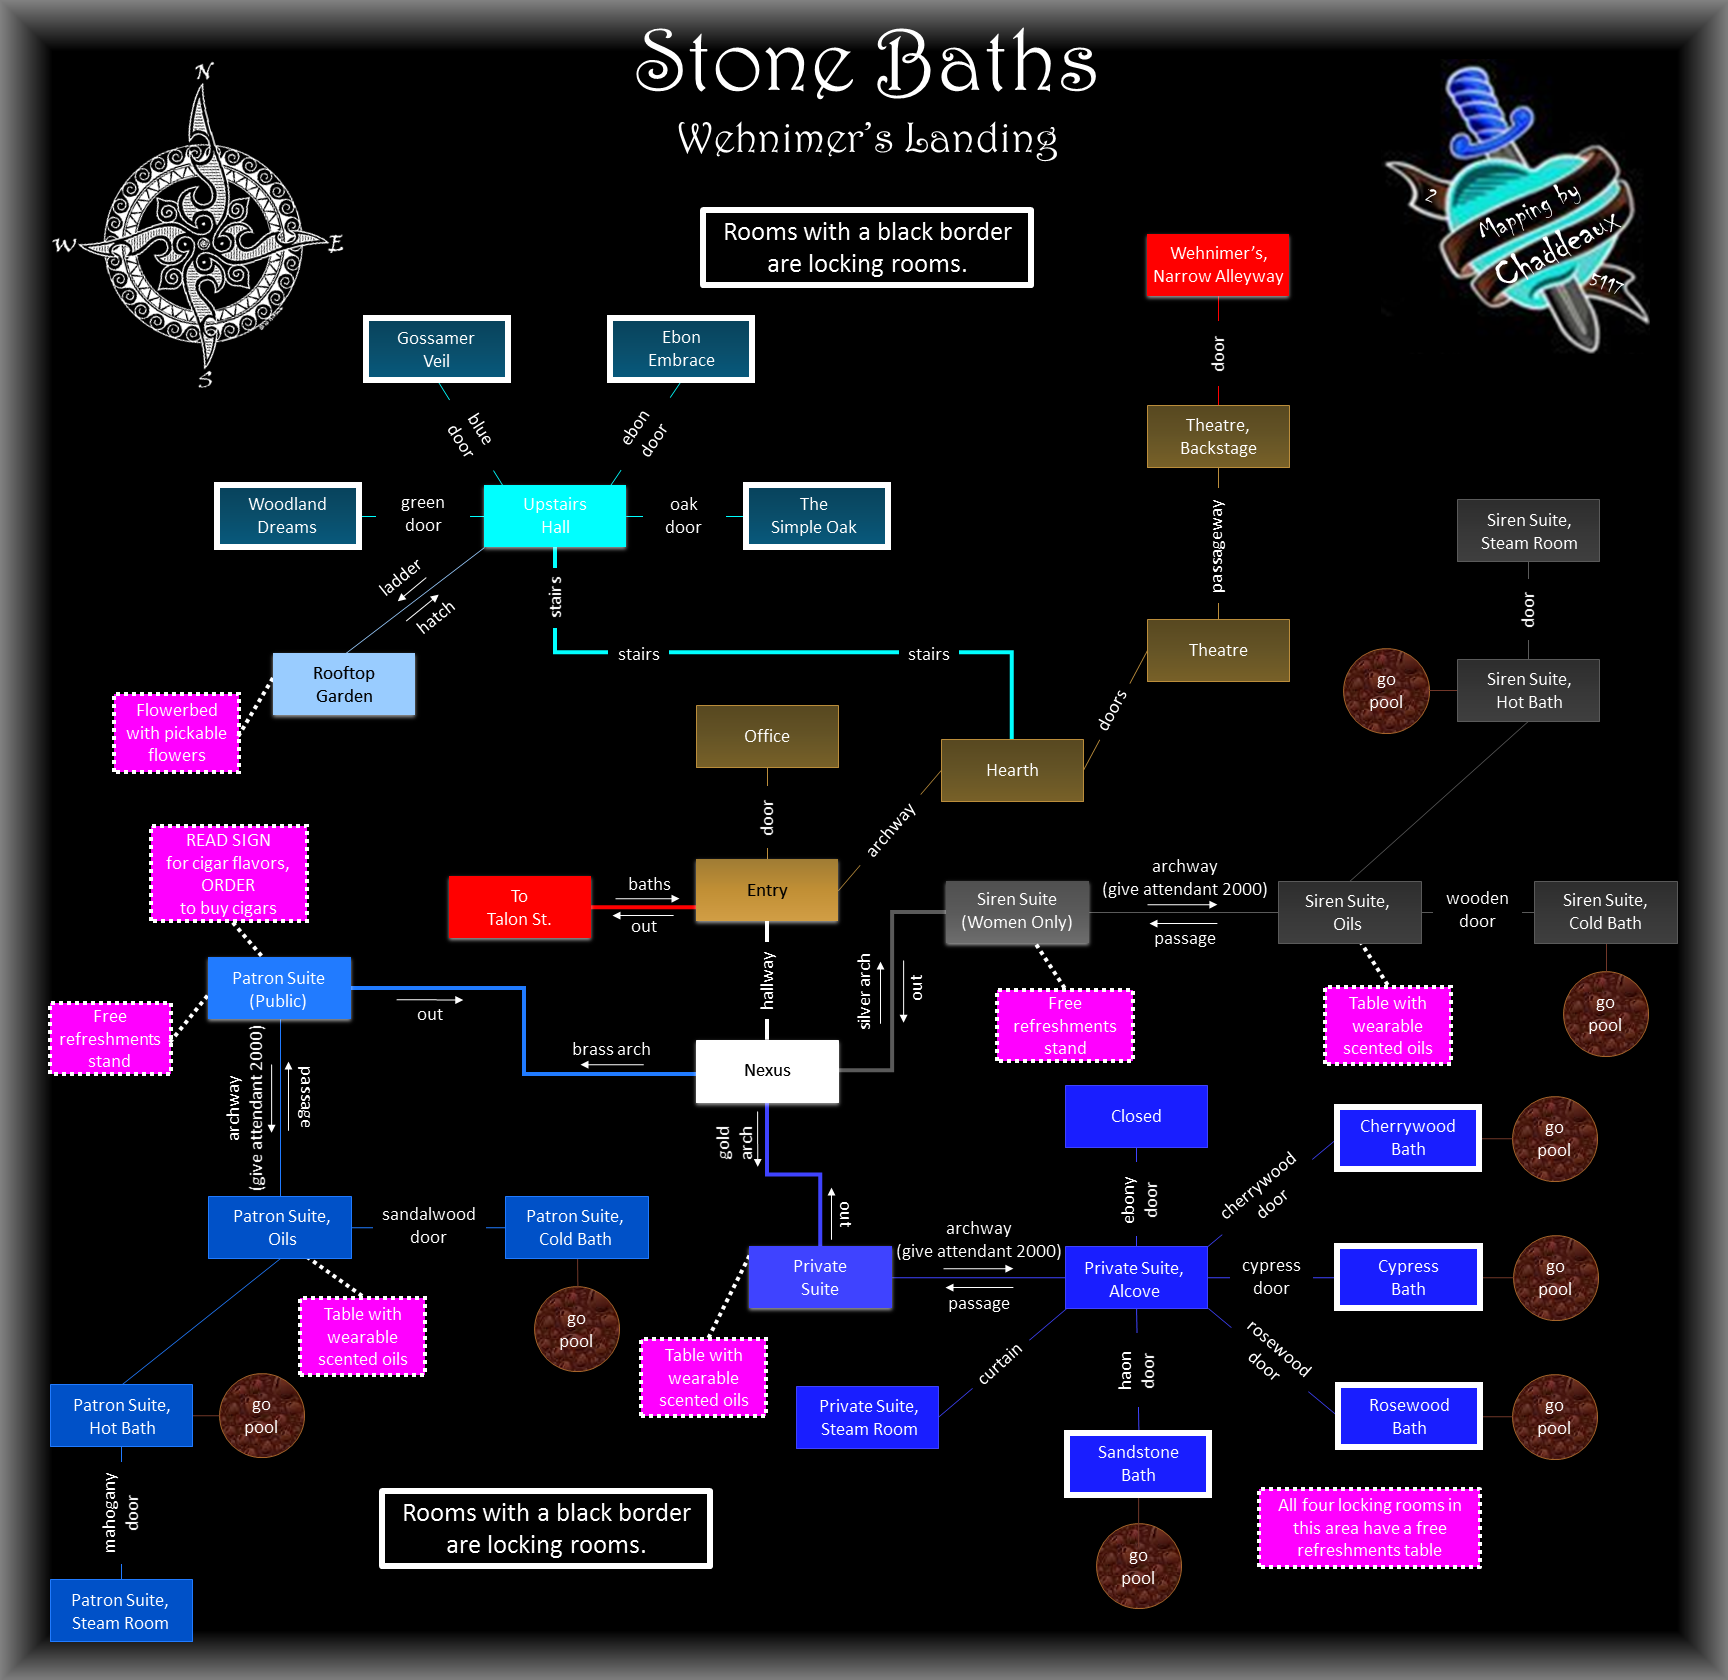 Stone Baths
Wehnimer's Landing
N
W
E
S
2
Mapping by
Chaddeaux
5117
Rooms with a black border
are locking rooms.
Wehnimer's,
Narrow Alleyway
door
Theatre,
Backstage
passageway
Theatre
doors
Gossamer
Veil
Ebon
Embrace
blue
door
ebon
door
Woodland
Dreams
green
door
Upstairs
Hall
oak
door
The
Simple Oak
ladder
hatch
stairs
stairs
stairs
Rooftop
Garden
Flowerbed
with pickable
flowers
Office
door
Hearth
archway
Siren Suite,
Steam Room
door
Siren Suite,
Hot Bath
go
pool
READ SIGN
for cigar flavors,
ORDER
to buy cigars
To
Talon St.
baths
out
Entry
hallway
Siren Suite
(Women Only)
archway
(give attendant 2000)
passage
Siren Suite,
Oils
wooden
door
Siren Suite,
Cold Bath
go
pool
silver arch
out
Free
refreshments
stand
Table with
wearable
scented oils
Patron Suite
(Public)
out
Free
refreshments
stand
brass arch
Nexus
archway
(give attendant 2000)
passage
gold
arch
out
Closed
ebony
door
Cherrywood
Bath
go
pool
cherrywood
door
Patron Suite,
Oils
sandalwood
door
Patron Suite,
Cold Bath
go
pool
Table with
wearable
scented oils
Private
Suite
archway
(give attendant 2000)
passage
Private Suite,
Alcove
cypress
door
Cypress
Bath
go
pool
Table with
wearable
scented oils
curtain
haon
door
rosewood
door
Patron Suite,
Hot Bath
go
pool
Private Suite,
Steam Room
Rosewood
Bath
go
pool
Sandstone
Bath
go
pool
mahogany
door
Patron Suite,
Steam Room
Rooms with a black border
are locking rooms.
All four locking rooms in
this area have a free
refreshments table